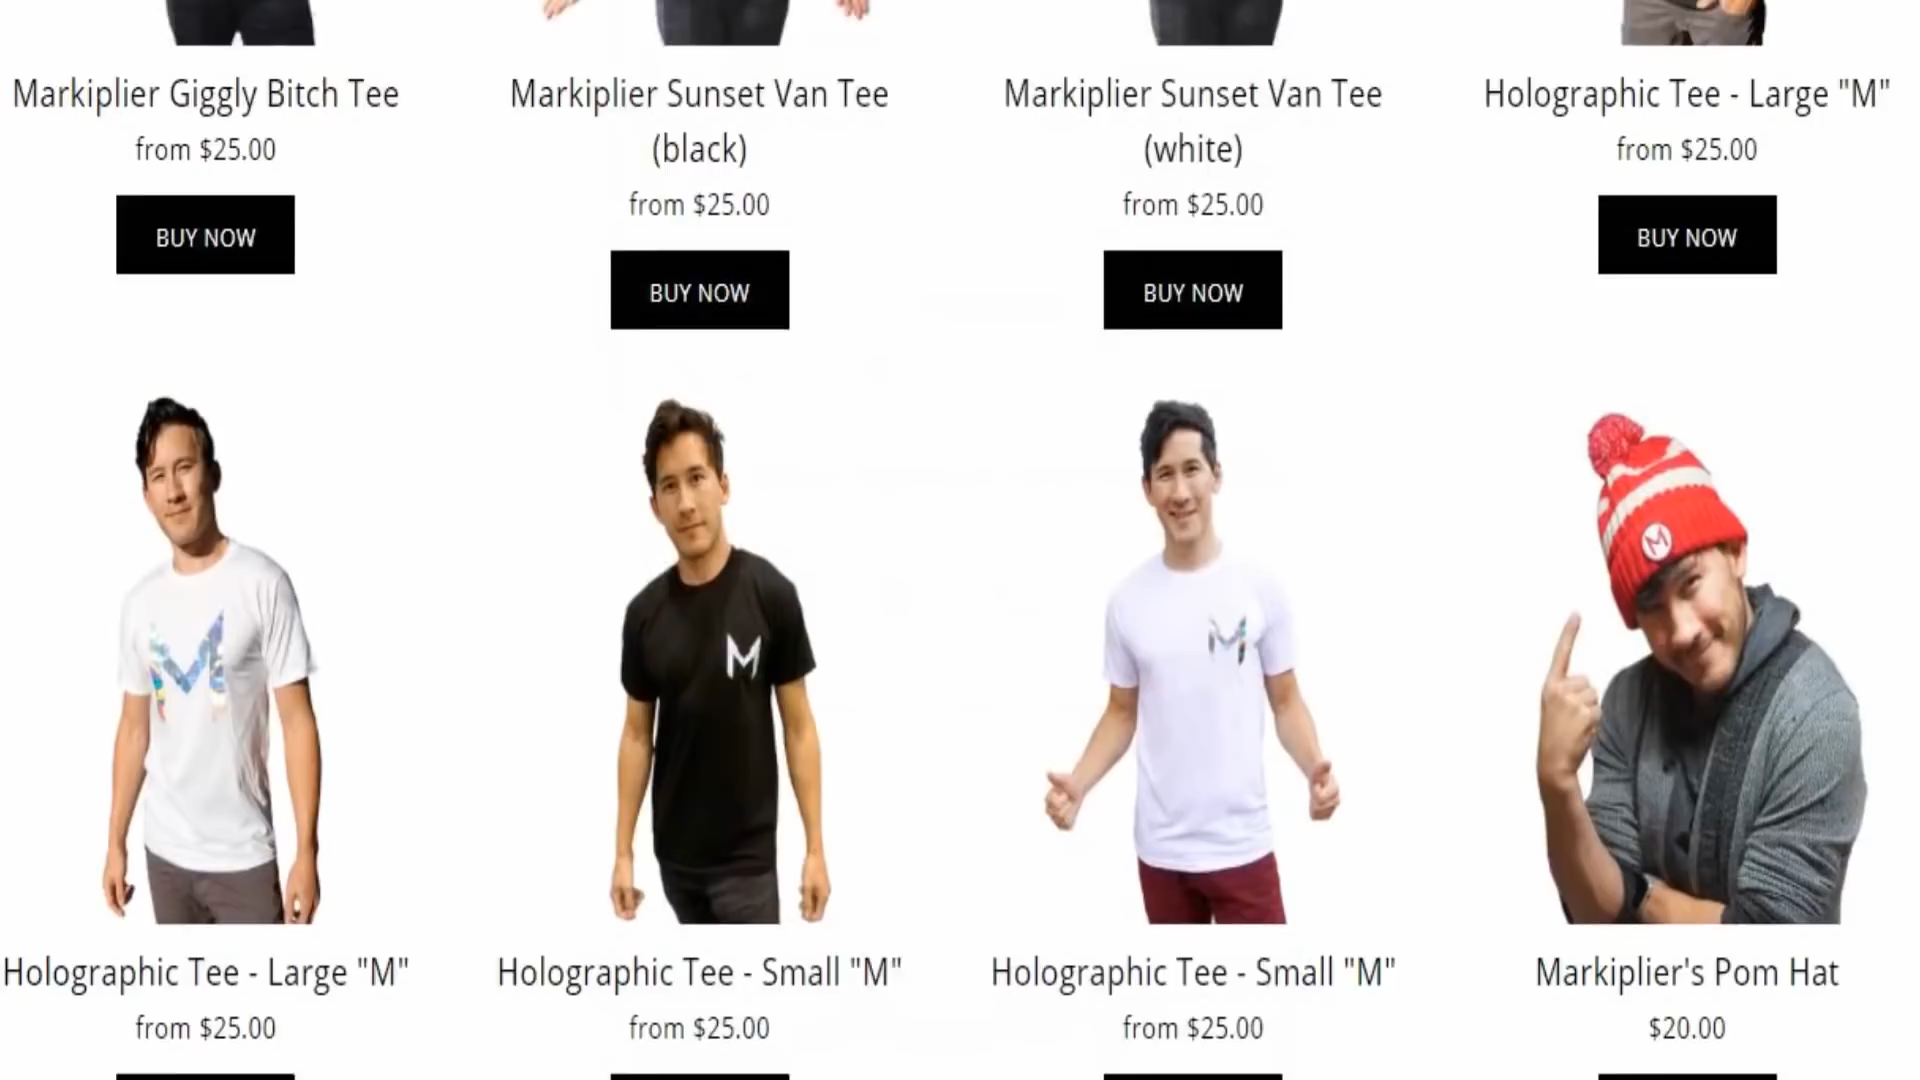 Markiplier Giggly Bitch Tee
from $25.00
BUY NOW
Markiplier Sunset Van Tee
(black)
from $25.00
BUY NOW
Markiplier Sunset Van Tee
(white)
from $25.00
BUY NOW
Holographic Tee - Large "M"
from $25.00
BUY NOW
M
Holographic Tee - Large "M"
from $25.00
M
Holographic Tee - Small "M"
from $25.00
M
Holographic Tee - Small "M"
from $25.00
M
Markiplier's Pom Hat
$20.00